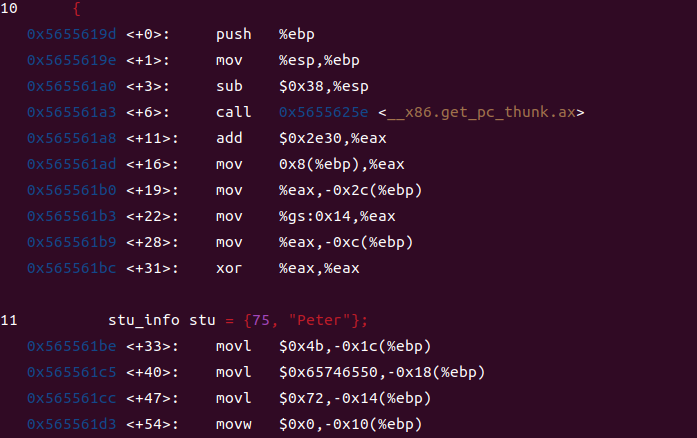 10 {
0x5655619d <+0>: push %ebp
0x5655619e <+1>: mov %esp,%ebp
0x565561a0 <+3>: sub $0x38,%esp
0x565561a3 <+6>: call 0x5655625e <__x86.get_pc_thunk.ax>
0x565561a8 <+11>: add $0x2e30,%eax
0x565561ad <+16>: mov 0x8(%ebp),%eax
0x565561b0 <+19>: mov %eax,-0x2c(%ebp)
0x565561b3 <+22>: mov %gs:0x14,%eax
0x565561b9 <+28>: mov %eax,-0xc(%ebp)
0x565561bc <+31>: xor %eax,%eax
11 stu_info stu = {75, "Peter"};
0x565561be <+33>: movl $0x4b,-0x1c(%ebp)
0x565561c5 <+40>: movl $0x65746550,-0x18(%ebp)
0x565561cc <+47>: movl $0x72,-0x14(%ebp)
0x565561d3 <+54>: movw $0x0,-0x10(%ebp)